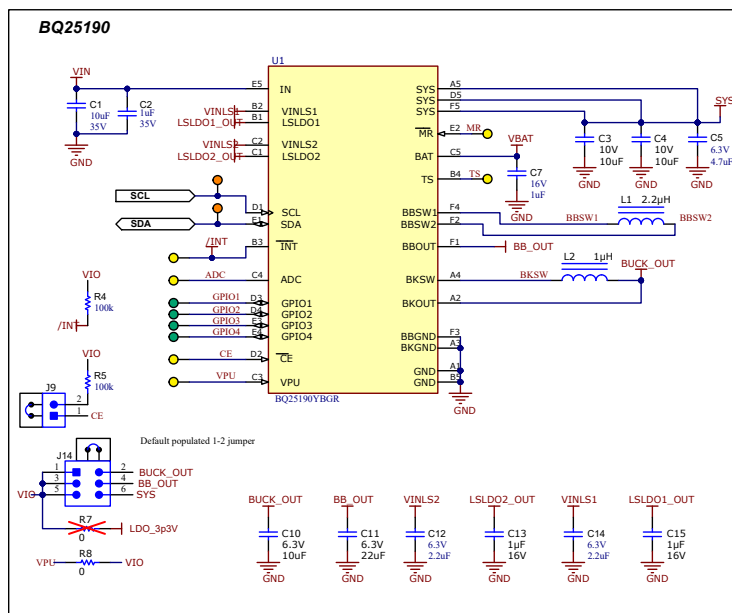 BQ25190
U1
VIN
C1
10uF
35V
C2
1uF
35V
GND
E5 IN
VINLS1 B2 VINLS1
LSLDO1_OUT B1 LSLDO1
VINLS2 C2 VINLS2
LSLDO2_OUT C1 LSLDO2
SCL D1 SCL
SDA E1 SDA
/INT B3 INT
ADC C4 ADC
GPIO1 D3 GPIO1
GPIO2 D4 GPIO2
GPIO3 E3 GPIO3
GPIO4 E4 GPIO4
CE D2 CE
VPU C3 VPU
BQ25190YBGR
SYS A5
SYS D5
SYS F5
MR E2 MR
BAT C5
TS B4 TS
BBSW1 F4
BBSW2 F2
BBOUT F1 BB_OUT
BKSW A4 BKSW
BKOUT A2
BBGND F3
BKGND A3
GND A1
GND B5
GND
VBAT
C7
16V
1uF
GND
SYS
C3
10V
10uF
GND
C4
10V
10uF
GND
C5
6.3V
4.7uF
GND
L1 2.2µH
BBSW1 BBSW2
L2 1µH
BUCK_OUT
VIO
R4
100k
/INT
VIO
R5
100k
J9
2
1 CE
Default populated 1-2 jumper
J14
1 2 BUCK_OUT
3 4 BB_OUT
VIO 5 6 SYS
R7
0
LDO_3p3V
VPU R8 VIO
0
BUCK_OUT
C10
6.3V
10uF
GND
BB_OUT
C11
6.3V
22uF
GND
VINLS2
C12
6.3V
2.2uF
GND
LSLDO2_OUT
C13
1µF
16V
GND
VINLS1
C14
6.3V
2.2uF
GND
LSLDO1_OUT
C15
1µF
16V
GND